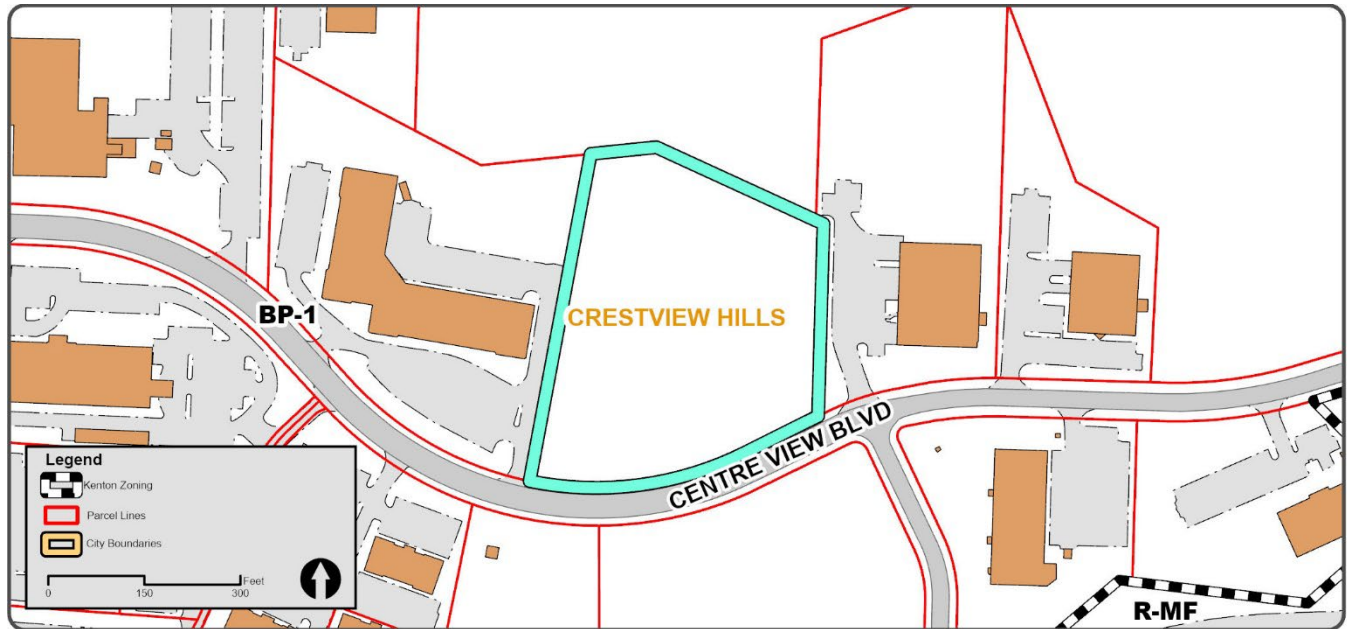 BP-1
CRESTVIEW HILLS
CENTRE VIEW BLVD
Legend
Kenton Zoning
Parcel Lines
City Boundaries
Feet
0 150 300
R-MF